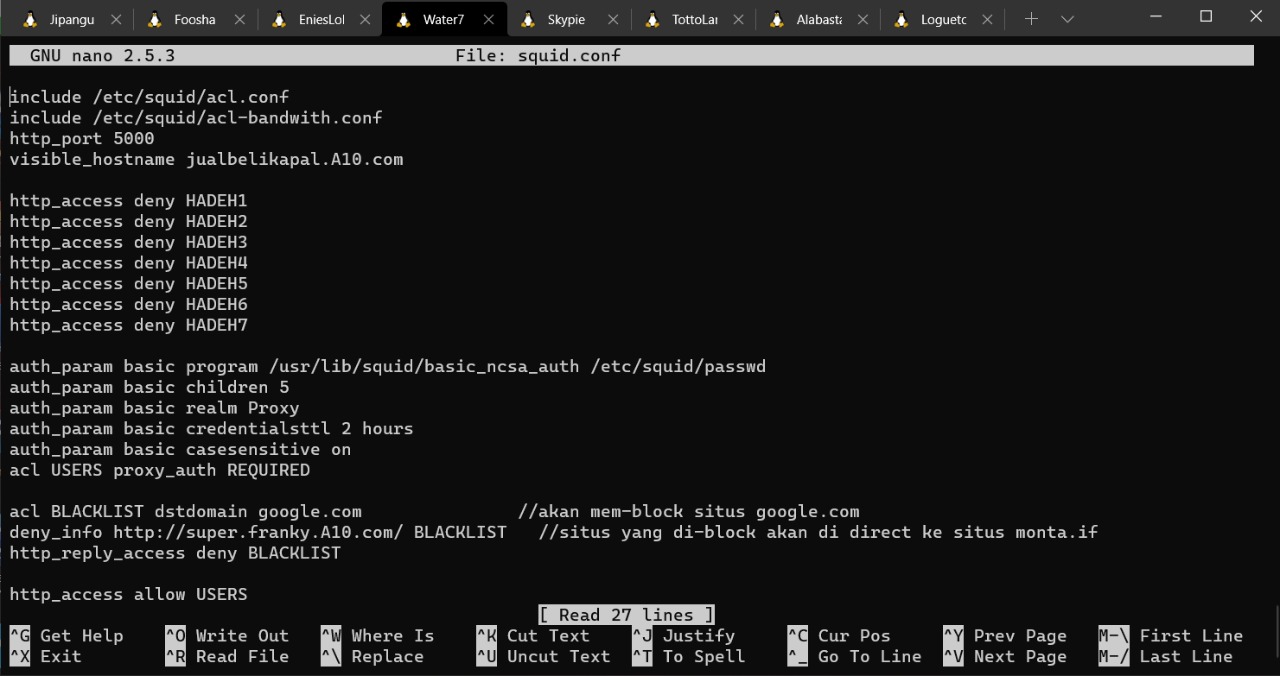 Jipangu Foosha EniesLol Water7 Skypie TottoLan Alabasta Loguetc
GNU nano 2.5.3 File: squid.conf
include /etc/squid/acl.conf
include /etc/squid/acl-bandwith.conf
http_port 5000
visible_hostname jualbelikapal.A10.com
http_access deny HADEH1
http_access deny HADEH2
http_access deny HADEH3
http_access deny HADEH4
http_access deny HADEH5
http_access deny HADEH6
http_access deny HADEH7
auth_param basic program /usr/lib/squid/basic_ncsa_auth /etc/squid/passwd
auth_param basic children 5
auth_param basic realm Proxy
auth_param basic credentialsttl 2 hours
auth_param basic casesensitive on
acl USERS proxy_auth REQUIRED
acl BLACKLIST dstdomain google.com //akan mem-block situs google.com
deny_info http://super.franky.A10.com/ BLACKLIST //situs yang di-block akan di direct ke situs monta.if
http_reply_access deny BLACKLIST
http_access allow USERS
[ Read 27 lines ]
^G Get Help ^O Write Out ^W Where Is ^K Cut Text ^J Justify ^C Cur Pos ^Y Prev Page M-\ First Line
^X Exit ^R Read File ^\ Replace ^U Uncut Text ^T To Spell ^_ Go To Line ^V Next Page M-/ Last Line